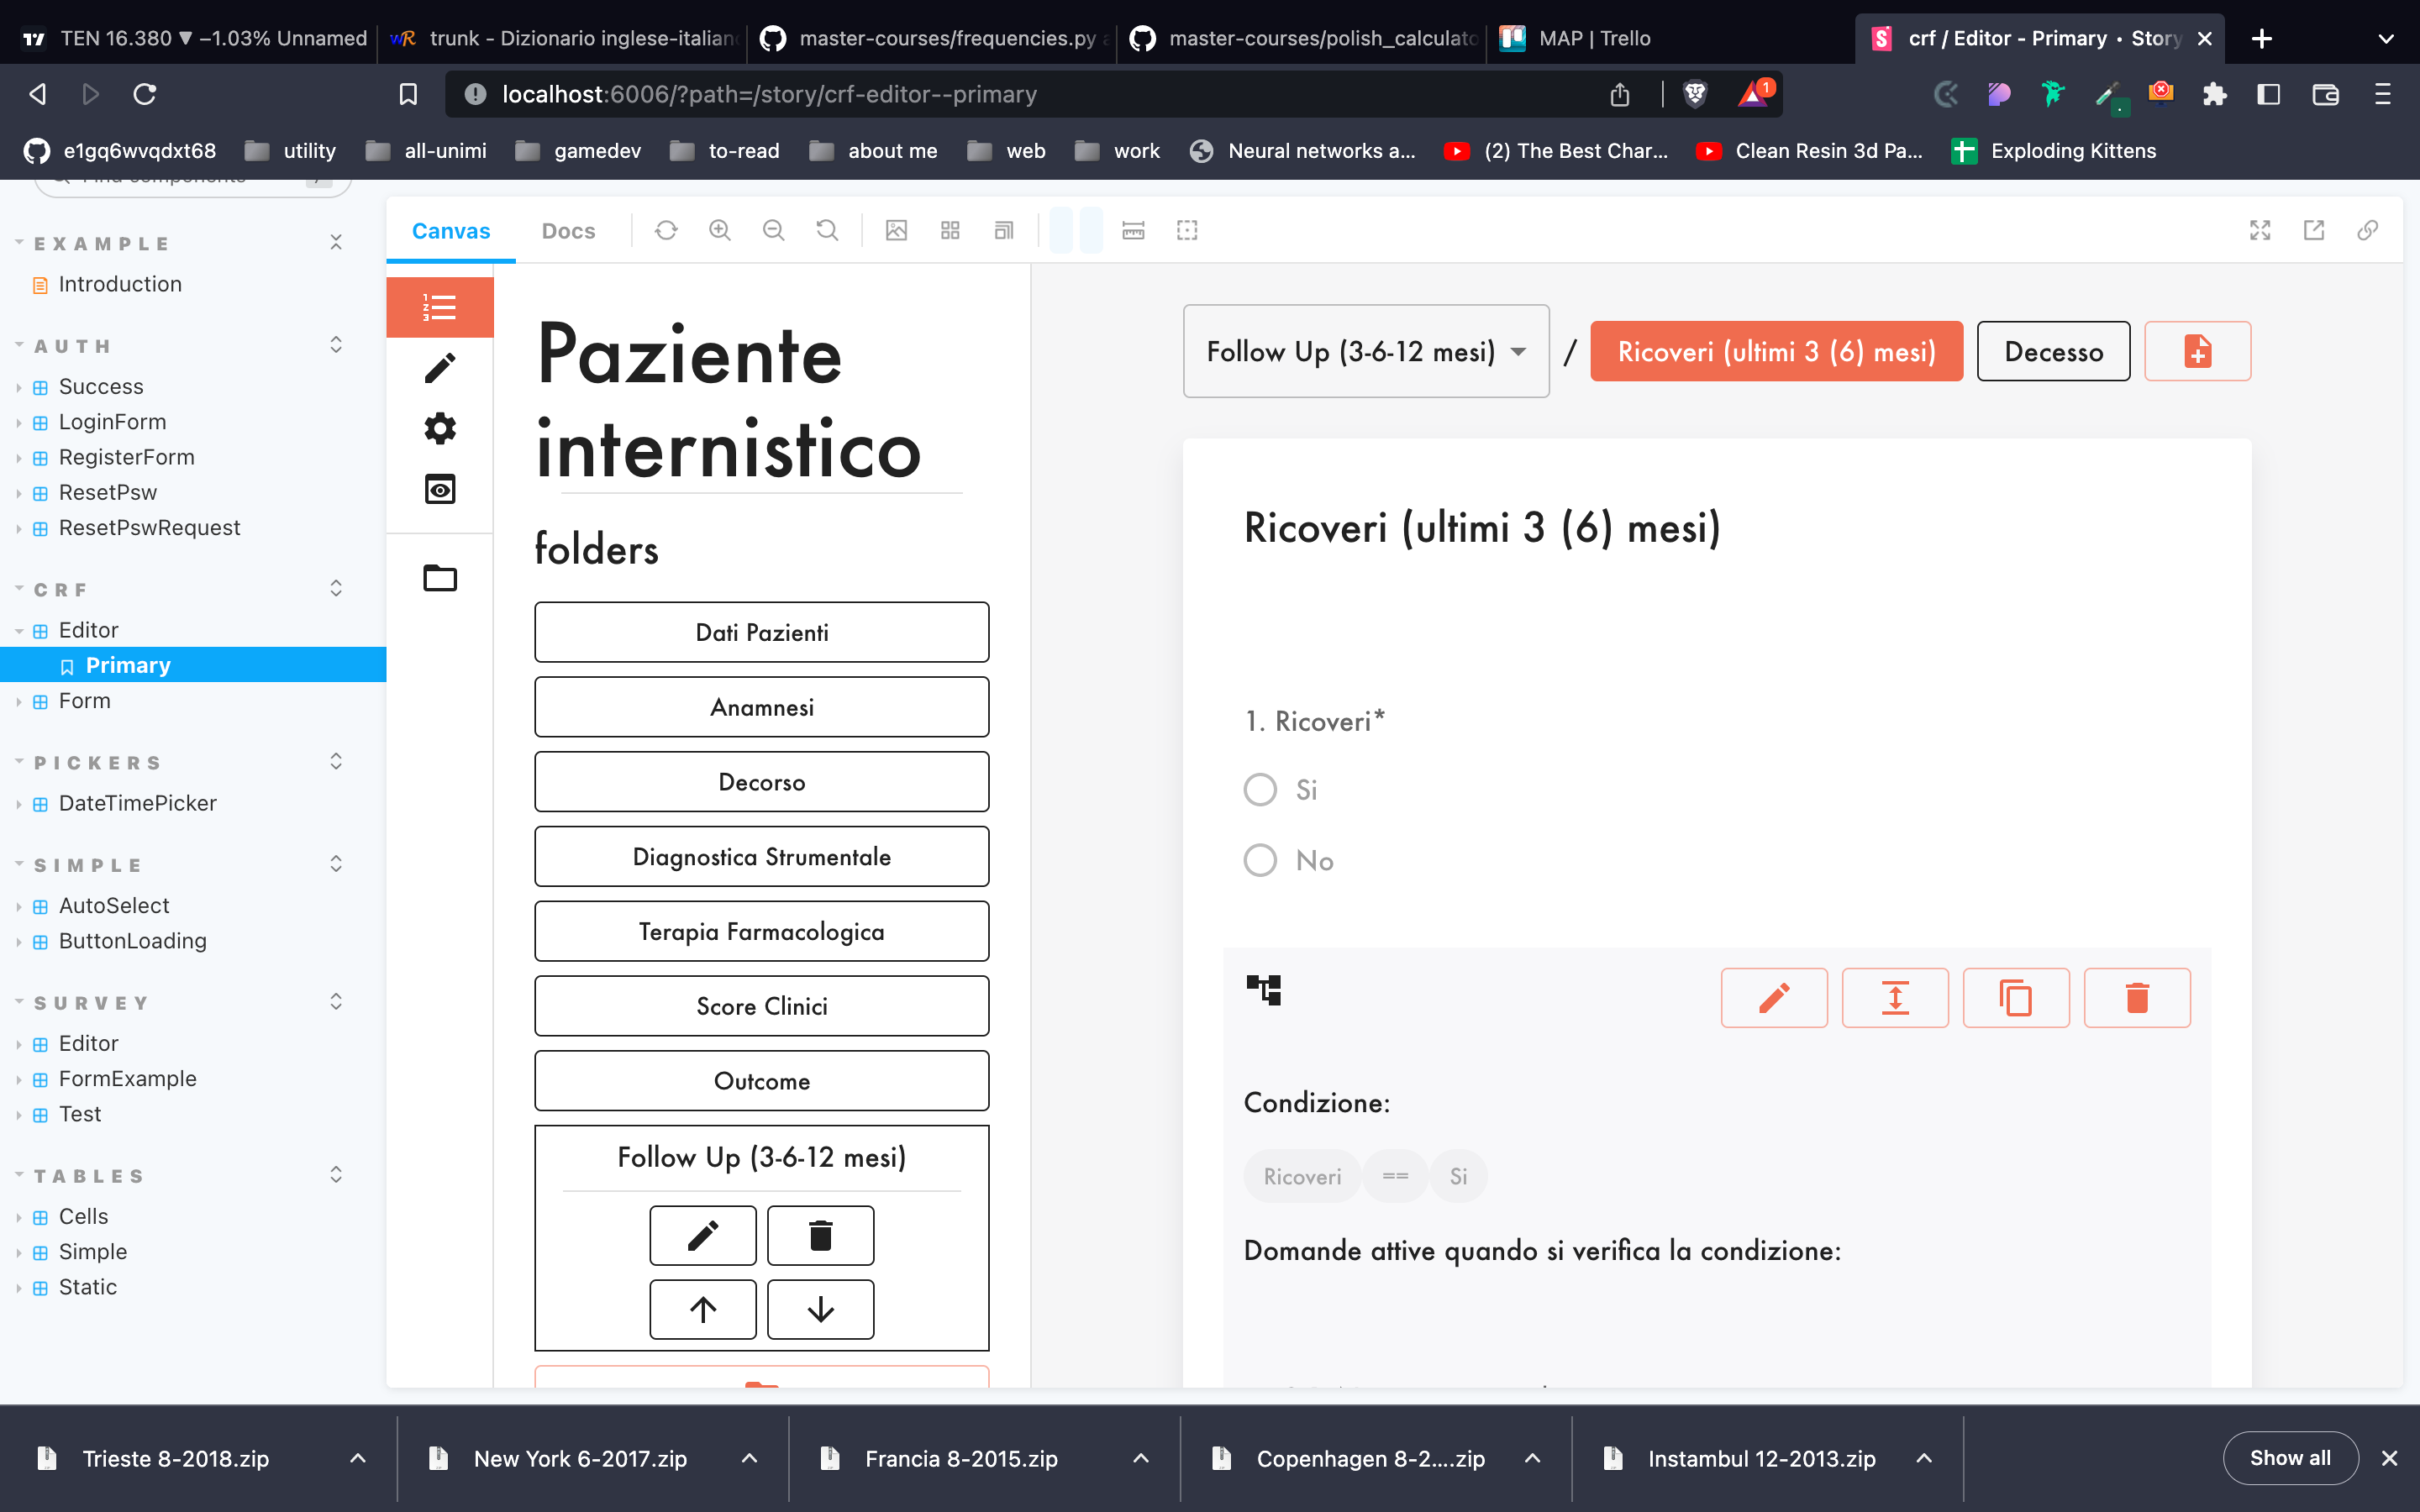 TEN 16.380 ▼ −1.03% Unnamed
trunk - Dizionario inglese-italiano
master-courses/frequencies.py
master-courses/polish_calculato
MAP | Trello
crf / Editor - Primary • Story
localhost:6006/?path=/story/crf-editor--primary
1
e1gq6wvqdxt68
utility
all-unimi
gamedev
to-read
about me
web
work
Neural networks a...
(2) The Best Char...
Clean Resin 3d Pa...
Exploding Kittens
Find components
EXAMPLE
Introduction
AUTH
Success
LoginForm
RegisterForm
ResetPsw
ResetPswRequest
CRF
Editor
Primary
Form
PICKERS
DateTimePicker
SIMPLE
AutoSelect
ButtonLoading
SURVEY
Editor
FormExample
Test
TABLES
Cells
Simple
Static
Canvas
Docs
Paziente
internistico
folders
Dati Pazienti
Anamnesi
Decorso
Diagnostica Strumentale
Terapia Farmacologica
Score Clinici
Outcome
Follow Up (3-6-12 mesi)
Follow Up (3-6-12 mesi) / Ricoveri (ultimi 3 (6) mesi) Decesso
Ricoveri (ultimi 3 (6) mesi)
1. Ricoveri*
Si
No
Condizione:
Ricoveri == Si
Domande attive quando si verifica la condizione:
Trieste 8-2018.zip
New York 6-2017.zip
Francia 8-2015.zip
Copenhagen 8-2....zip
Instambul 12-2013.zip
Show all